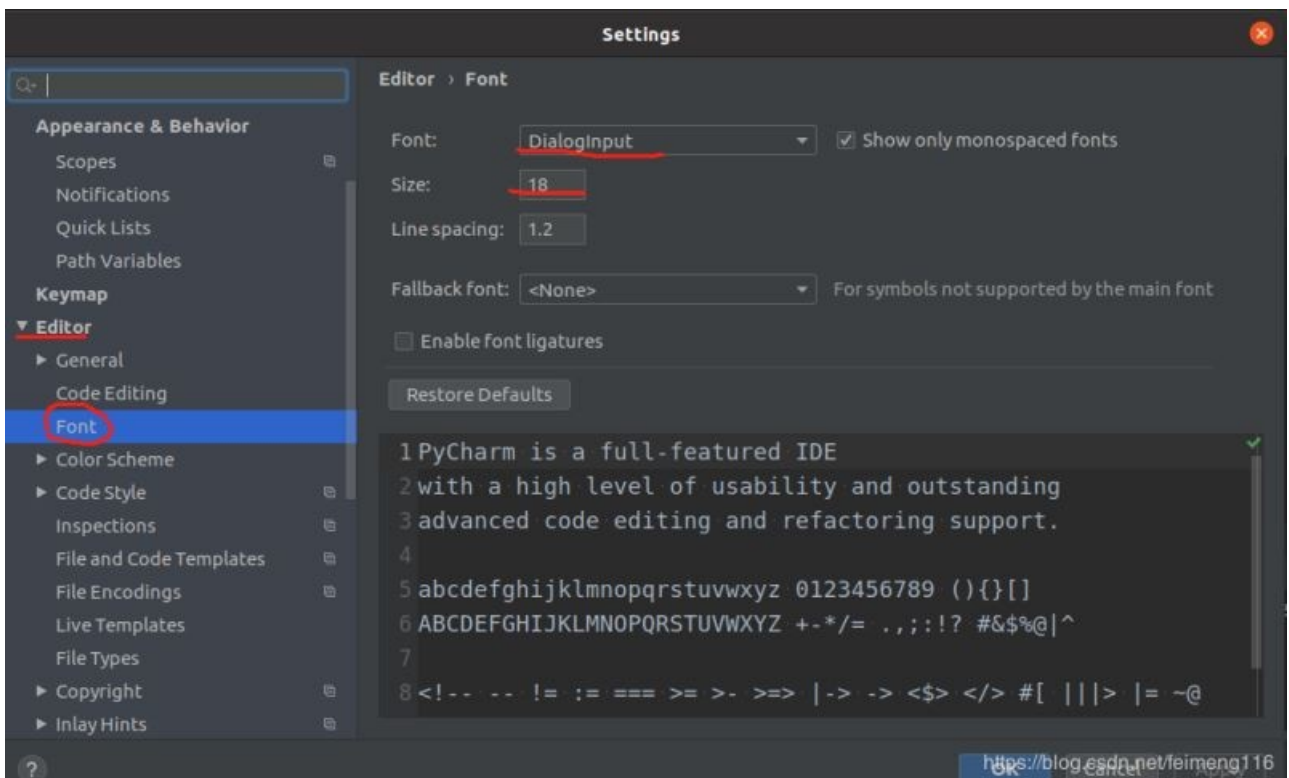 Settings
Appearance & Behavior
Scopes
Notifications
Quick Lists
Path Variables
Keymap
Editor
General
Code Editing
Font
Color Scheme
Code Style
Inspections
File and Code Templates
File Encodings
Live Templates
File Types
Copyright
Inlay Hints
?
Editor › Font
Font: DialogInput Show only monospaced fonts
Size: 18
Line spacing: 1.2
Fallback font: <None> For symbols not supported by the main font
Enable font ligatures
Restore Defaults
1 PyCharm is a full-featured IDE
2 with a high level of usability and outstanding
3 advanced code editing and refactoring support.
4
5 abcdefghijklmnopqrstuvwxyz 0123456789 (){}[]
6 ABCDEFGHIJKLMNOPQRSTUVWXYZ +-*/= .,;:!? #&$%@|^
7
8 <!-- -- != := === >= >- >=> |-> -> <$> </> #[ |||> |= ~@
OK Cancel
https://blog.csdn.net/feimeng116